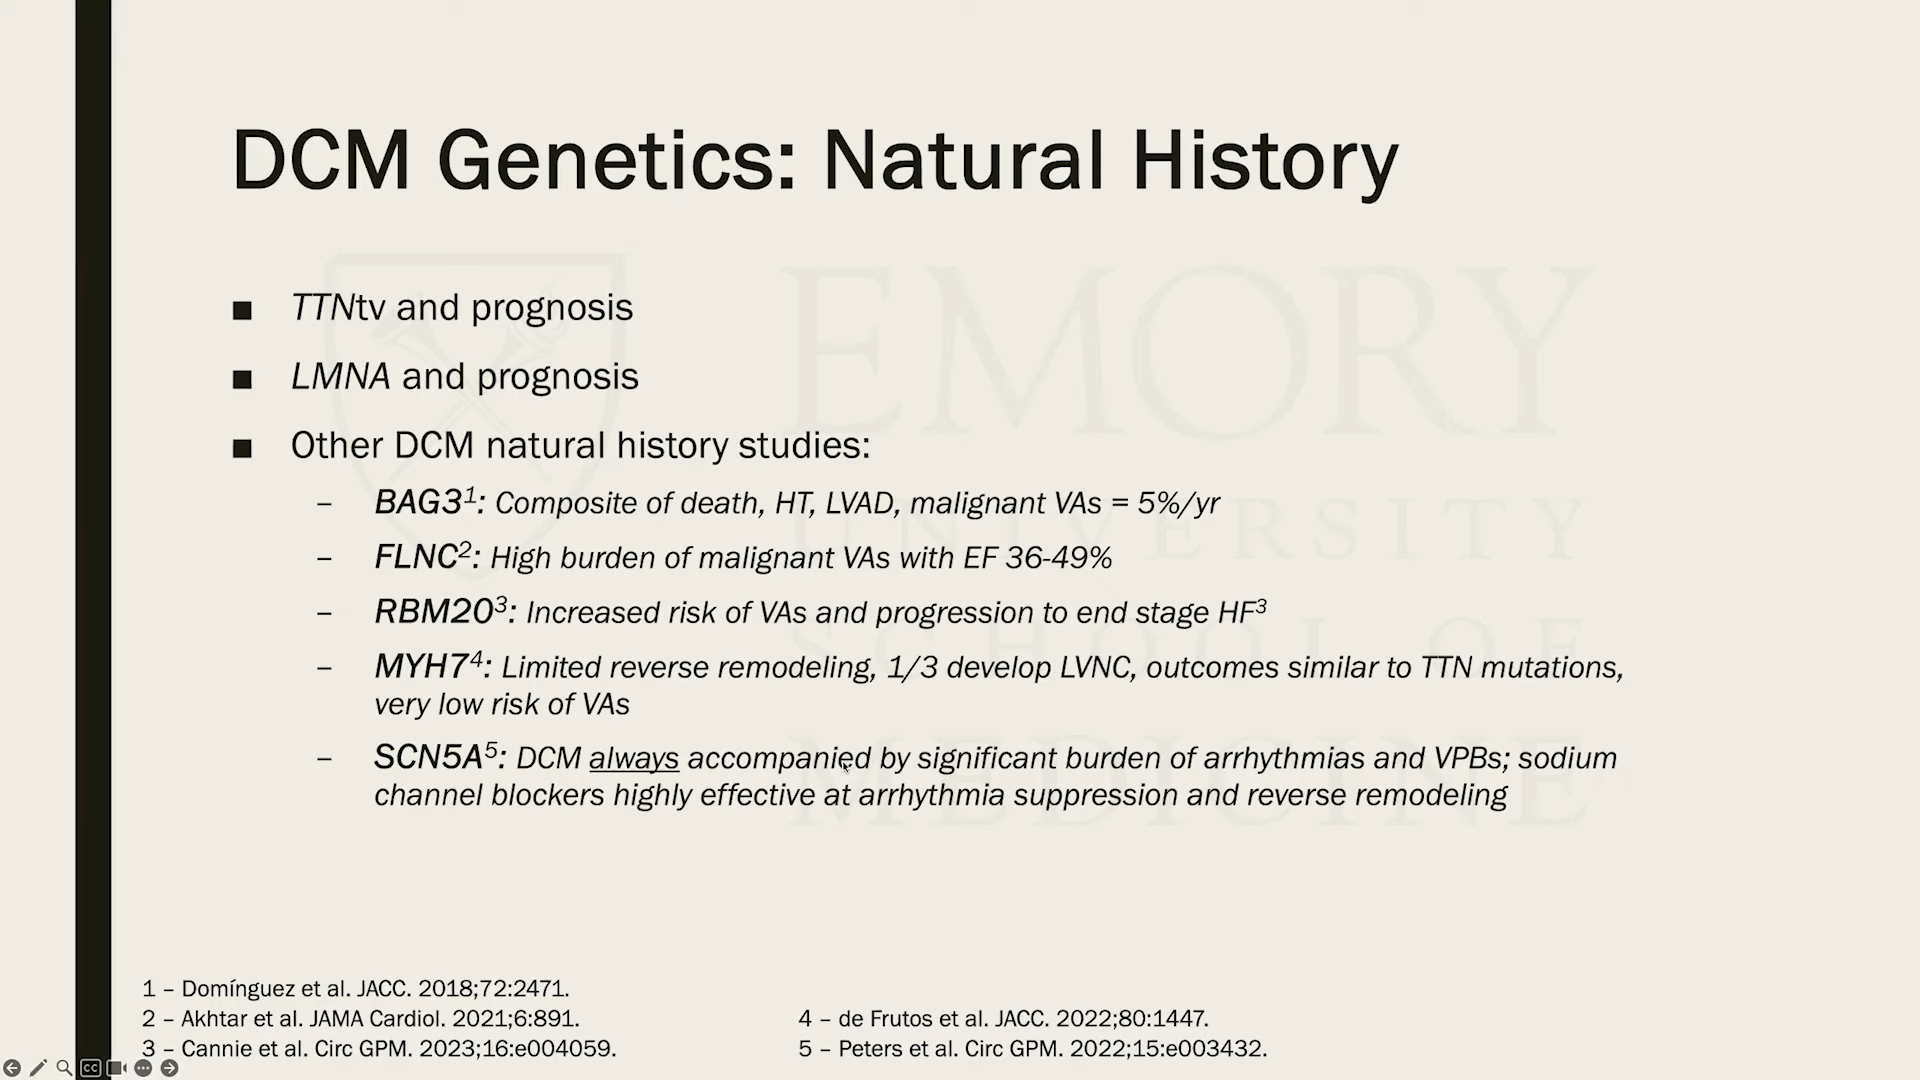 DCM Genetics: Natural History
■ TTNtv and prognosis
■ LMNA and prognosis
■ Other DCM natural history studies:
– BAG3¹: Composite of death, HT, LVAD, malignant VAs = 5%/yr
– FLNC²: High burden of malignant VAs with EF 36-49%
– RBM20³: Increased risk of VAs and progression to end stage HF³
– MYH7⁴: Limited reverse remodeling, 1/3 develop LVNC, outcomes similar to TTN mutations,
very low risk of VAs
– SCN5A⁵: DCM always accompanied by significant burden of arrhythmias and VPBs; sodium
channel blockers highly effective at arrhythmia suppression and reverse remodeling
EMORY
UNIVERSITY
SCHOOL OF
MEDICINE
1 – Domínguez et al. JACC. 2018;72:2471.
2 – Akhtar et al. JAMA Cardiol. 2021;6:891.
3 – Cannie et al. Circ GPM. 2023;16:e004059.
4 – de Frutos et al. JACC. 2022;80:1447.
5 – Peters et al. Circ GPM. 2022;15:e003432.
CC